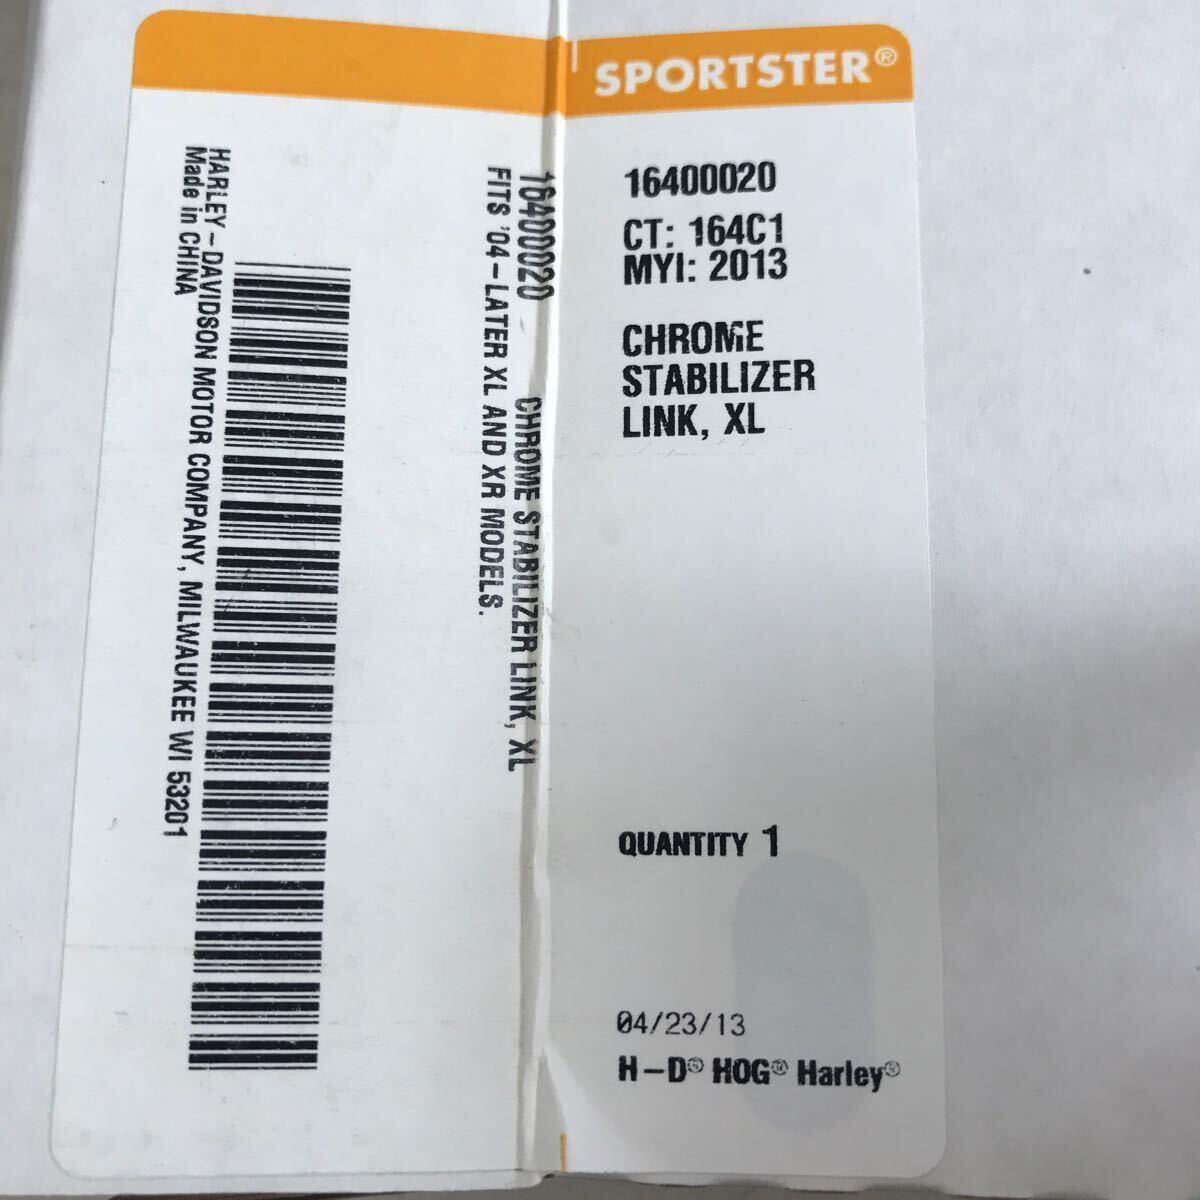 SPORTSTER®
16400020
CT: 164C1
MYI: 2013
CHROME
STABILIZER
LINK, XL
QUANTITY 1
04/23/13
H-D® HOG® Harley®
16400020 CHROME STABILIZER LINK, XL
FITS '04-LATER XL AND XR MODELS.
HARLEY-DAVIDSON MOTOR COMPANY, MILWAUKEE WI 53201
Made in CHINA